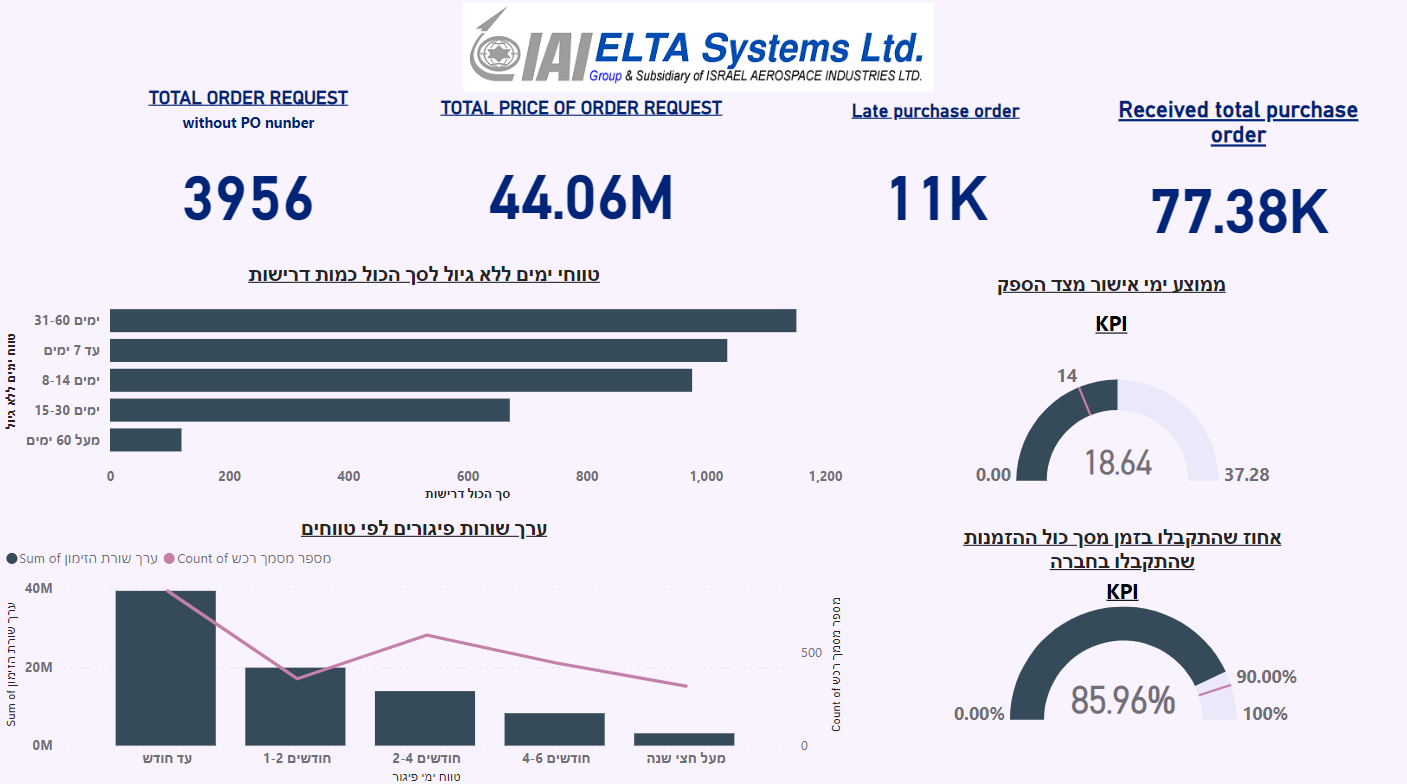 IAI ELTA Systems Ltd.
Group & Subsidiary of ISRAEL AEROSPACE INDUSTRIES LTD.
TOTAL ORDER REQUEST
without PO nunber
3956
TOTAL PRICE OF ORDER REQUEST
44.06M
Late purchase order
11K
Received total purchase
order
77.38K
טווחי ימים ללא גיול לסך הכול כמות דרישות
טווח ימים ללא גיול
31-60 ימים
עד 7 ימים
8-14 ימים
15-30 ימים
מעל 60 ימים
0 200 400 600 800 1,000 1,200
סך הכול דרישות
ממוצע ימי אישור מצד הספק
KPI
14
0.00
18.64
37.28
ערך שורות פיגורים לפי טווחים
Sum of ערך שורת הזימון Count of מספר מסמך רכש
Sum of ערך שורת הזימון
40M
20M
0M
500
0
Count of מספר מסמך רכש
עד חודש 1-2 חודשים 2-4 חודשים 4-6 חודשים מעל חצי שנה
טווח ימי פיגור
אחוז שהתקבלו בזמן מסך כול ההזמנות
שהתקבלו בחברה
KPI
90.00%
85.96%
0.00%
100%